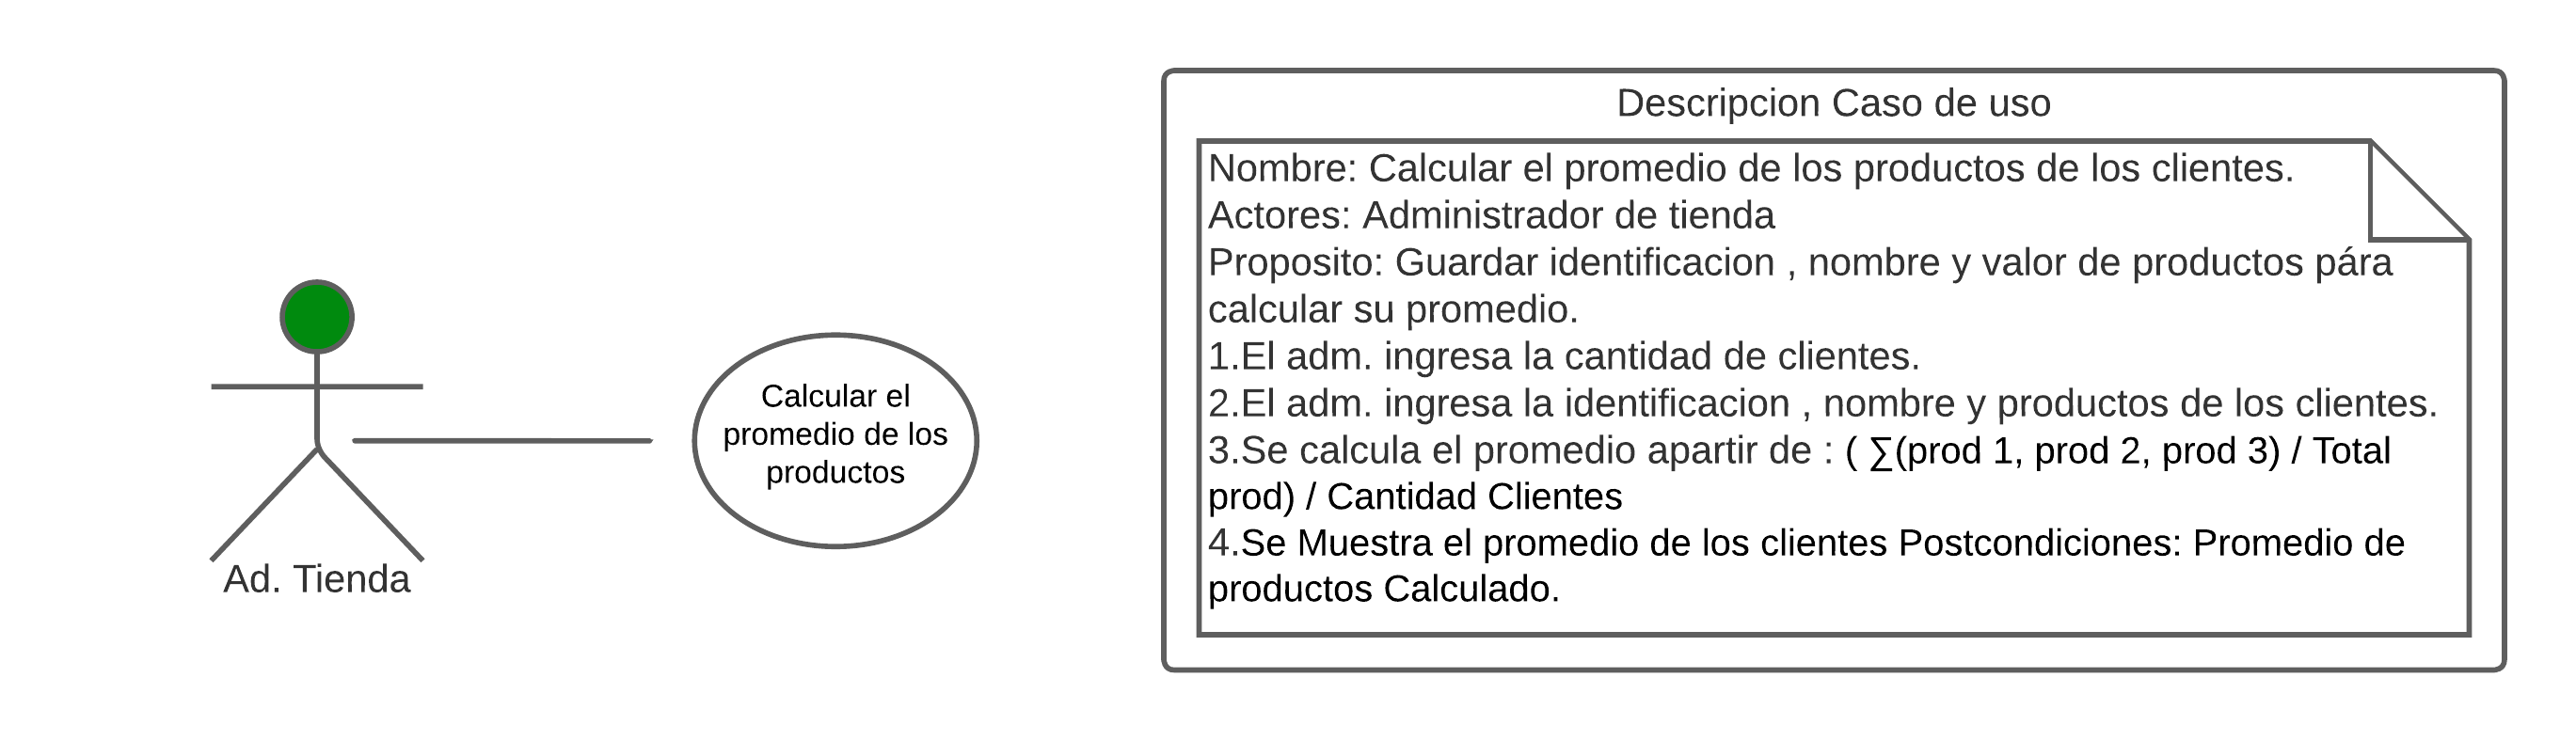 Descripcion Caso de uso
Nombre: Calcular el promedio de los productos de los clientes.
Actores: Administrador de tienda
Proposito: Guardar identificacion , nombre y valor de productos pára
calcular su promedio.
1.El adm. ingresa la cantidad de clientes.
2.El adm. ingresa la identificacion , nombre y productos de los clientes.
3.Se calcula el promedio apartir de : ( ∑(prod 1, prod 2, prod 3) / Total
prod) / Cantidad Clientes
4.Se Muestra el promedio de los clientes Postcondiciones: Promedio de
productos Calculado.
Calcular el
promedio de los
productos
Ad. Tienda